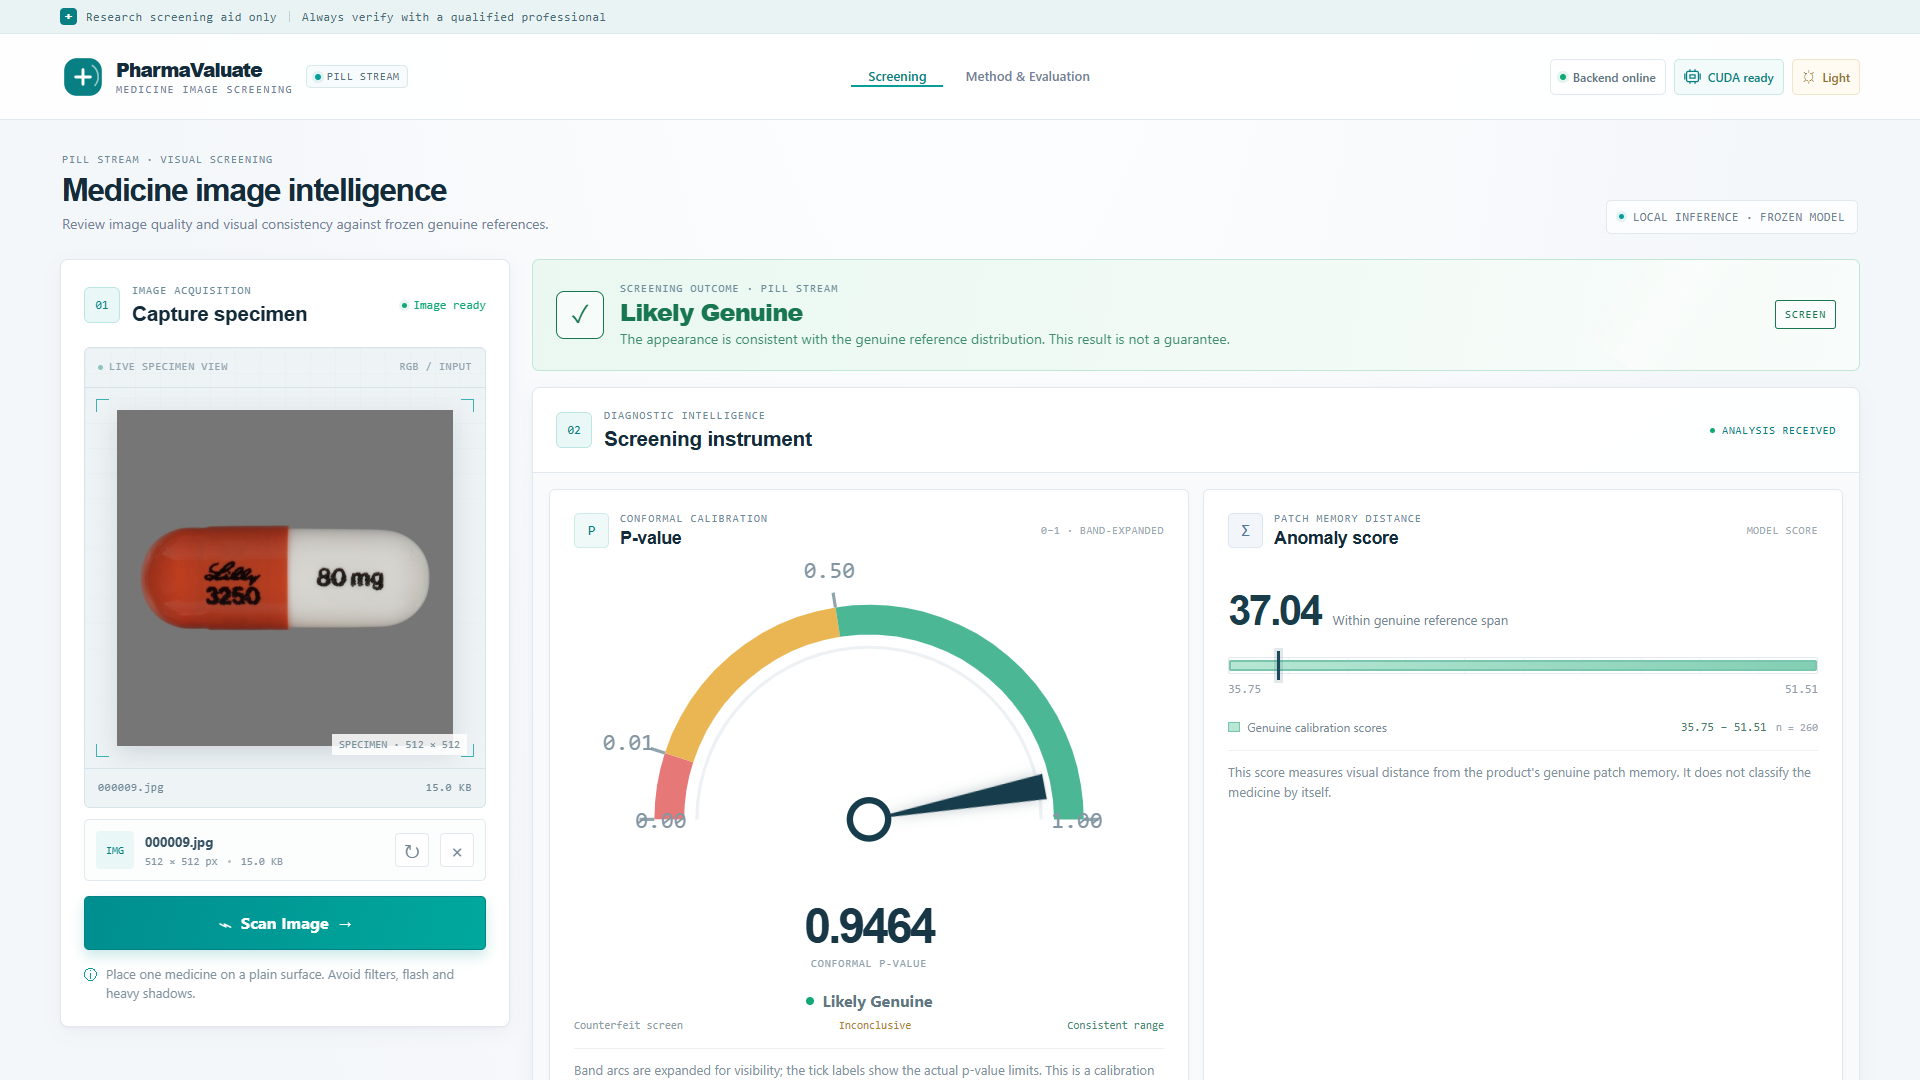 Research screening aid only | Always verify with a qualified professional
PharmaValuate
MEDICINE IMAGE SCREENING
PILL STREAM
Screening
Method & Evaluation
Backend online
CUDA ready
Light
PILL STREAM · VISUAL SCREENING
Medicine image intelligence
Review image quality and visual consistency against frozen genuine references.
LOCAL INFERENCE · FROZEN MODEL
01
IMAGE ACQUISITION
Capture specimen
Image ready
LIVE SPECIMEN VIEW
RGB / INPUT
Lilly
3250
80 mg
SPECIMEN · 512 × 512
000009.jpg
15.0 KB
IMG
000009.jpg
512 × 512 px · 15.0 KB
Scan Image →
Place one medicine on a plain surface. Avoid filters, flash and
heavy shadows.
SCREENING OUTCOME · PILL STREAM
Likely Genuine
The appearance is consistent with the genuine reference distribution. This result is not a guarantee.
SCREEN
02
DIAGNOSTIC INTELLIGENCE
Screening instrument
ANALYSIS RECEIVED
P
CONFORMAL CALIBRATION
P-value
0–1 · BAND-EXPANDED
0.50
0.01
0.00
1.00
0.9464
CONFORMAL P-VALUE
Likely Genuine
Counterfeit screen
Inconclusive
Consistent range
Band arcs are expanded for visibility; the tick labels show the actual p-value limits. This is a calibration
Σ
PATCH MEMORY DISTANCE
Anomaly score
MODEL SCORE
37.04
Within genuine reference span
35.75
51.51
Genuine calibration scores
35.75 – 51.51 n = 260
This score measures visual distance from the product's genuine patch memory. It does not classify the
medicine by itself.